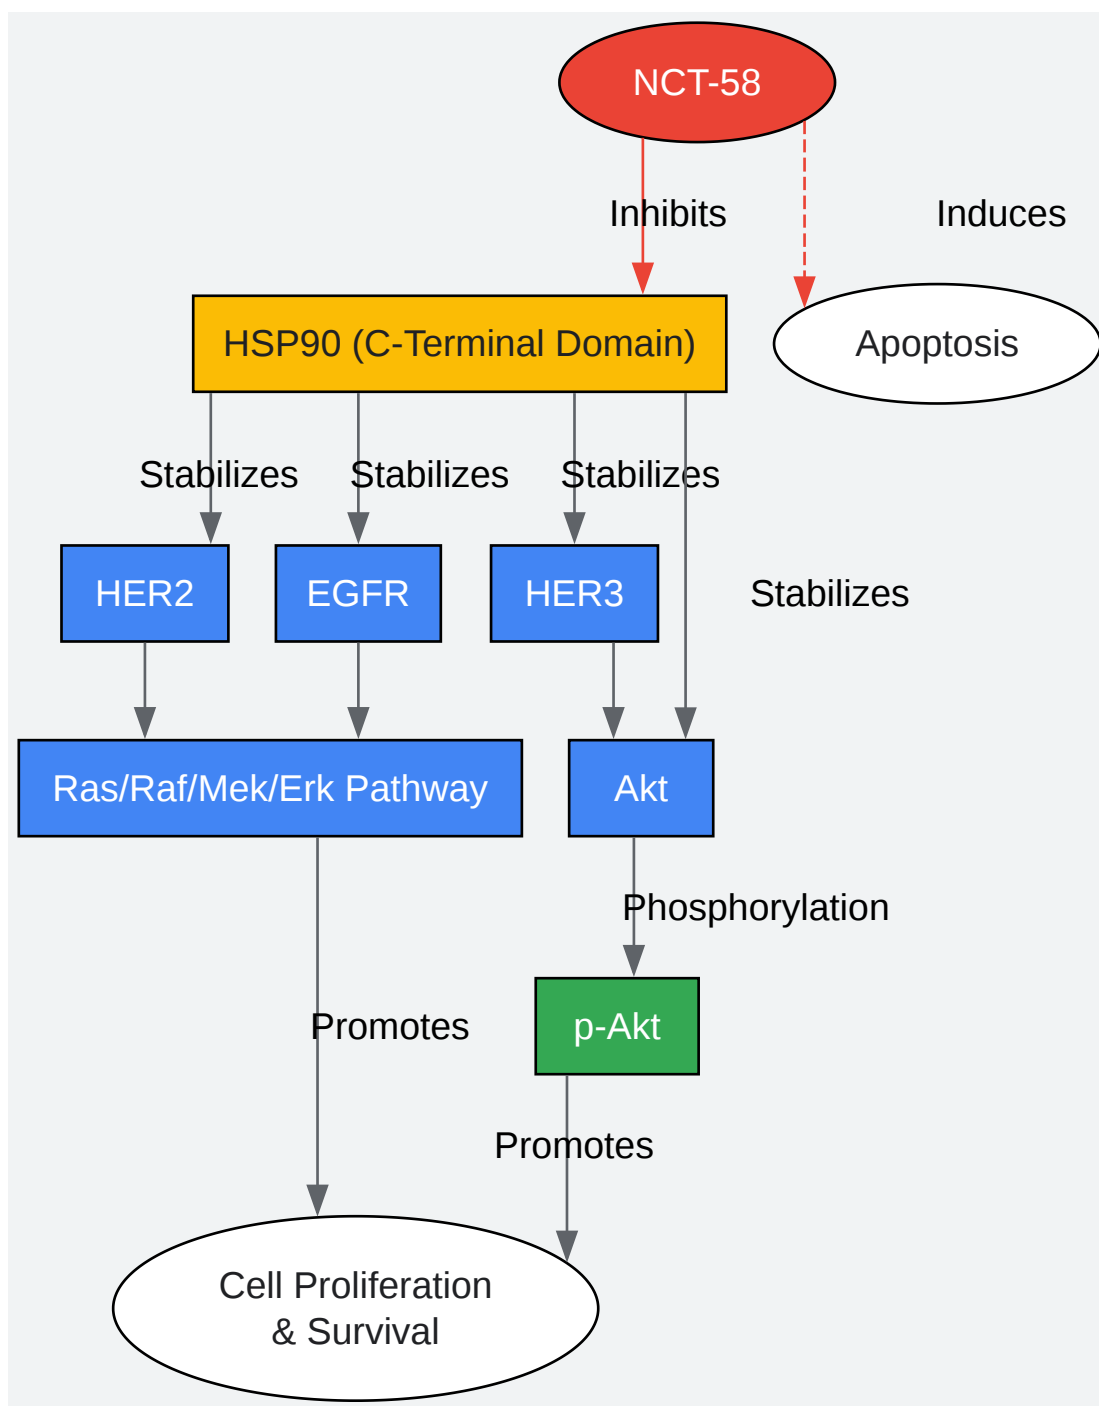 NCT-58
Inhibits
Induces
HSP90 (C-Terminal Domain)
Apoptosis
Stabilizes
Stabilizes
Stabilizes
HER2
EGFR
HER3
Stabilizes
Ras/Raf/Mek/Erk Pathway
Akt
Phosphorylation
Promotes
p-Akt
Promotes
Cell Proliferation
& Survival